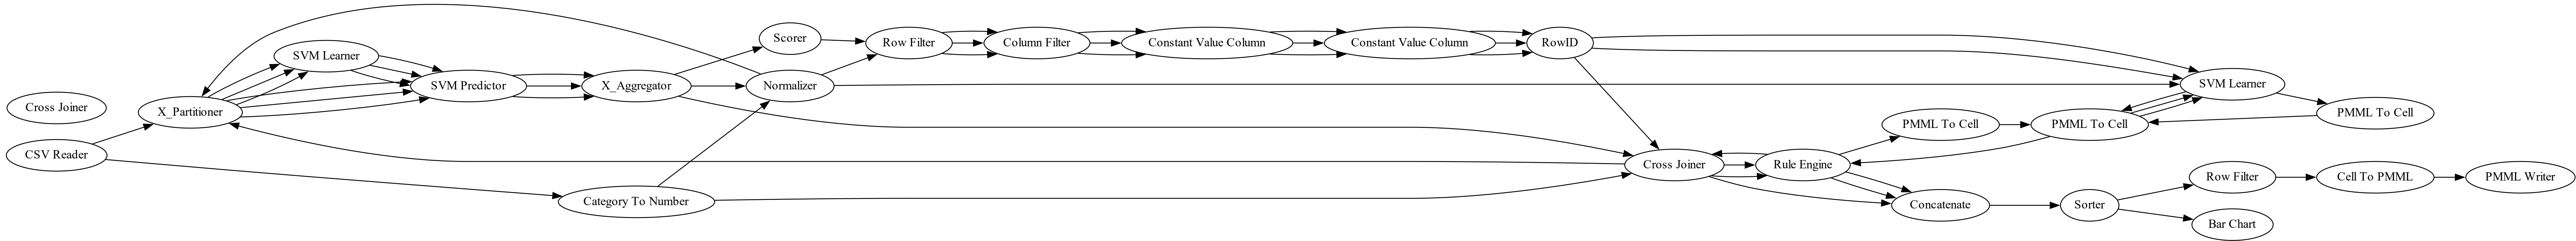 Cross Joiner
CSV Reader
X_Partitioner
SVM Learner
SVM Predictor
X_Aggregator
Category To Number
Scorer
Normalizer
Row Filter
Column Filter
Constant Value Column
Constant Value Column
RowID
Cross Joiner
Rule Engine
PMML To Cell
Concatenate
PMML To Cell
Sorter
SVM Learner
Row Filter
Bar Chart
PMML To Cell
Cell To PMML
PMML Writer